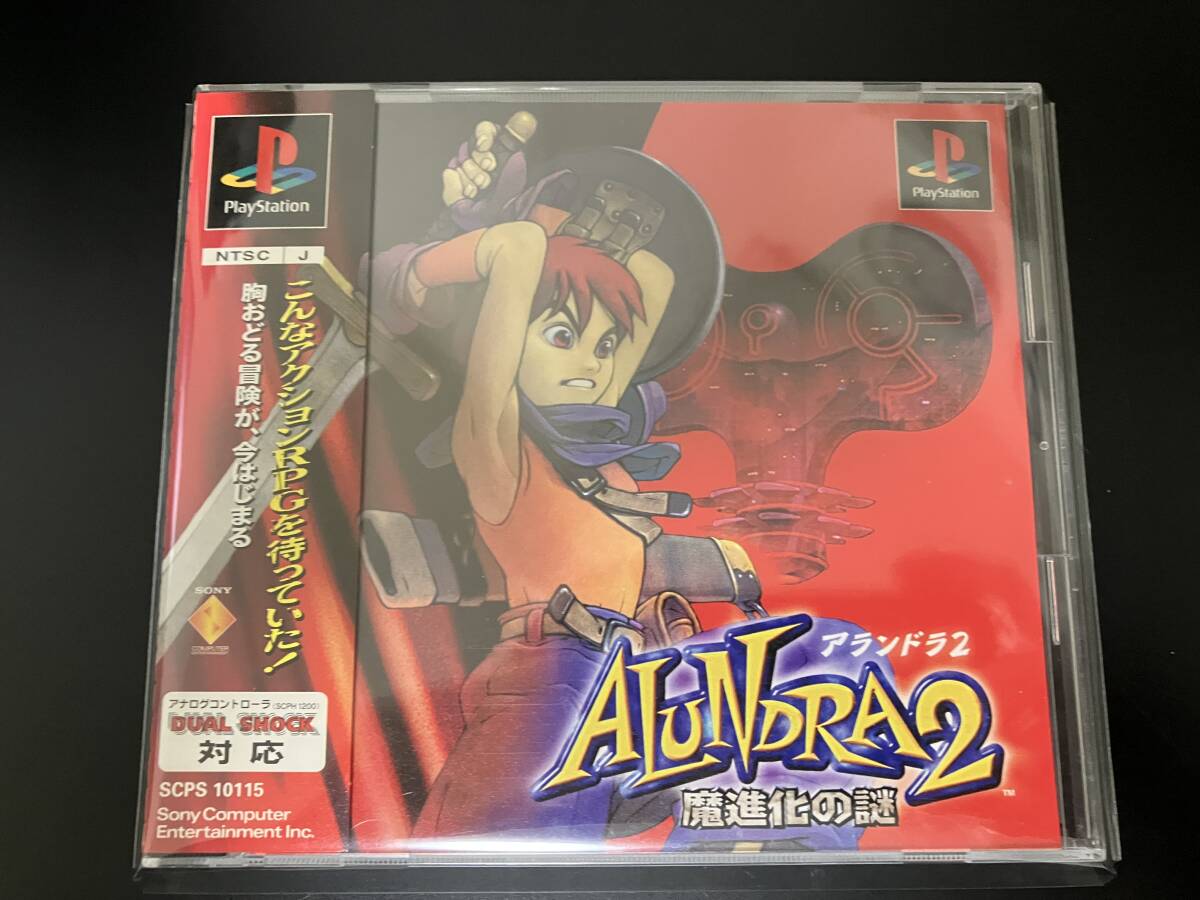 PlayStation
NTSC J
こんなアクションRPGを待っていた!
胸おどる冒険が、今はじまる
SONY
COMPUTER
ENTERTAINMENT
アナログコントローラ(SCPH1200)
DUAL SHOCK
対応
SCPS 10115
Sony Computer
Entertainment Inc.
PlayStation
アランドラ2
ALUNDRA2
TM
魔進化の謎